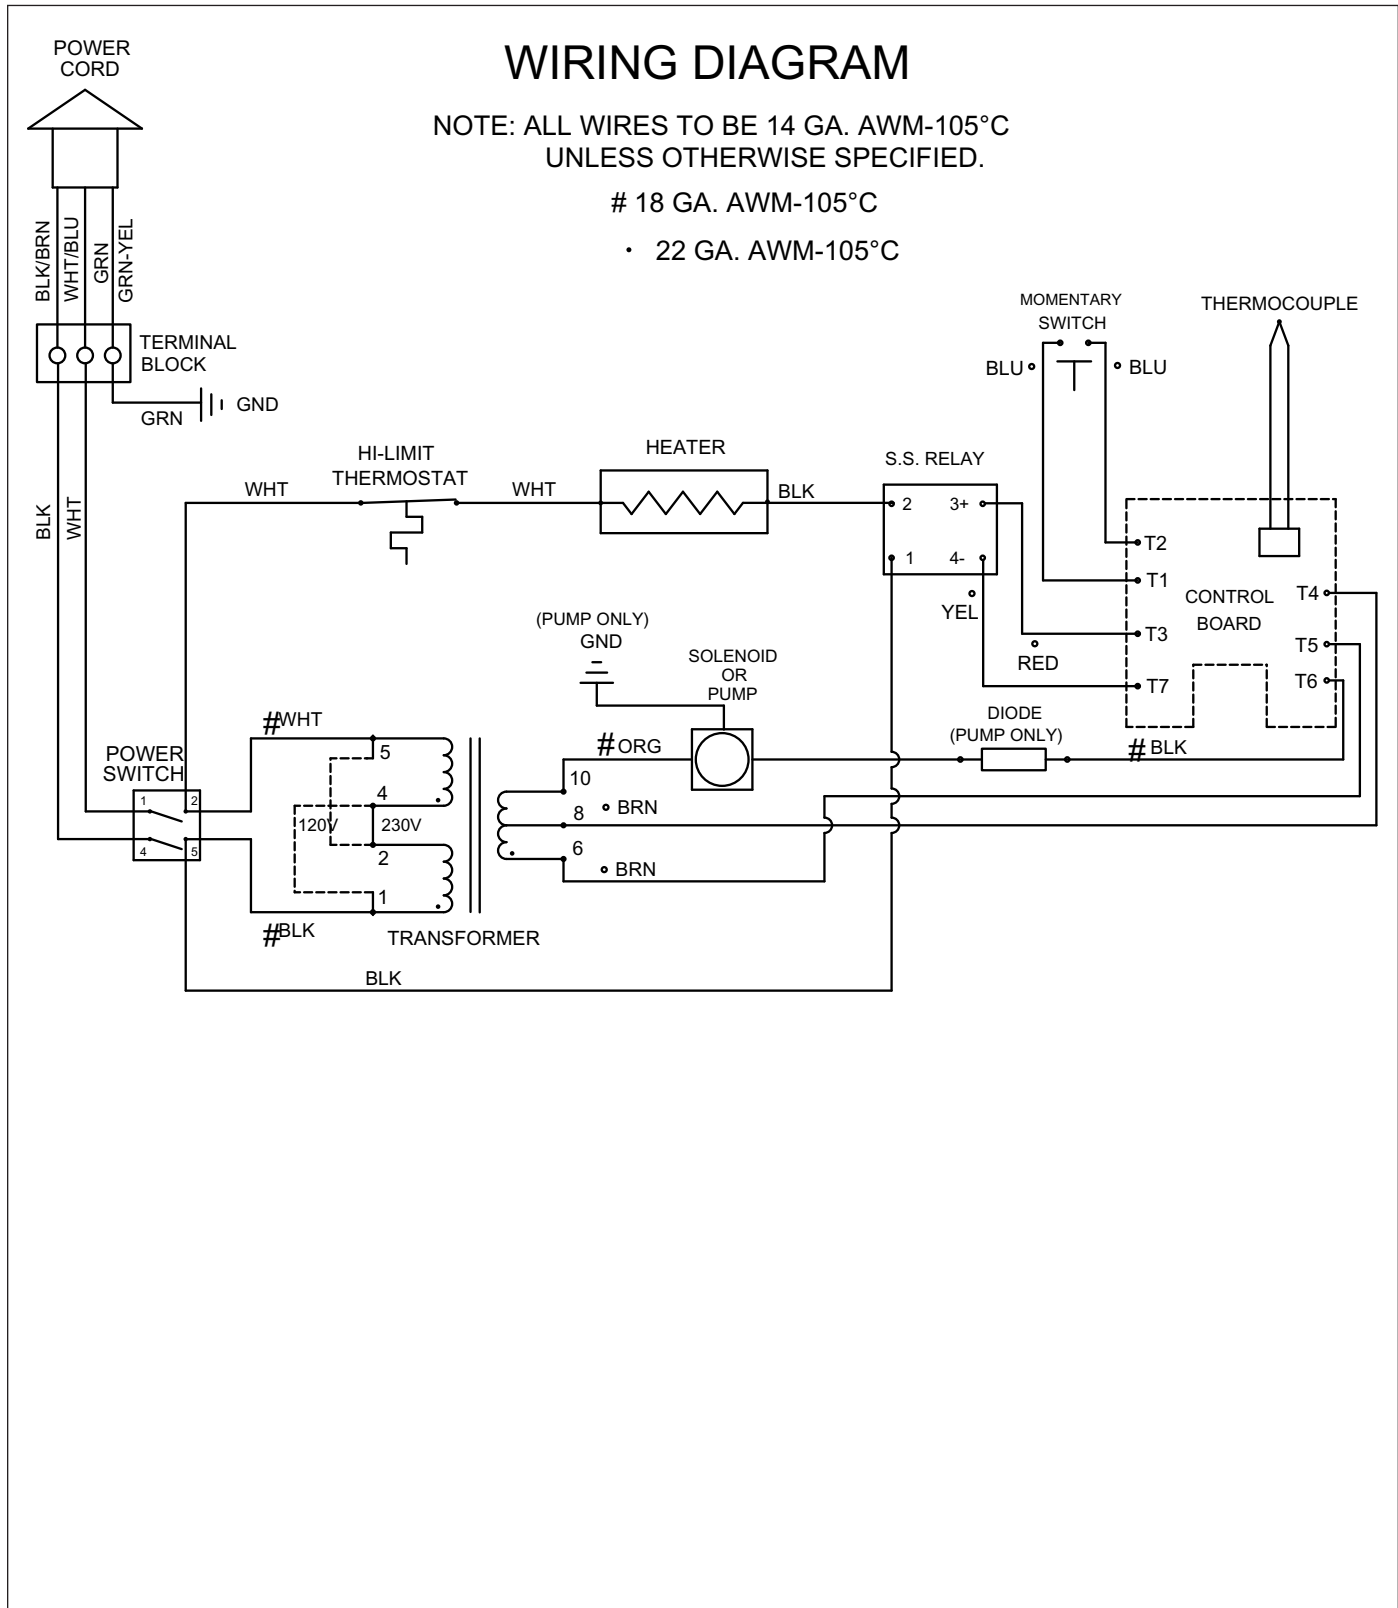 POWER
CORD
WIRING DIAGRAM
NOTE: ALL WIRES TO BE 14 GA. AWM-105°C
UNLESS OTHERWISE SPECIFIED.
# 18 GA. AWM-105°C
· 22 GA. AWM-105°C
BLK/BRN
WHT/BLU
GRN
GRN-YEL
TERMINAL
BLOCK
GRN
GND
BLK
WHT
MOMENTARY
SWITCH
BLU
BLU
THERMOCOUPLE
WHT
HI-LIMIT
THERMOSTAT
WHT
HEATER
BLK
S.S. RELAY
2 3+
1 4-
YEL
RED
T2
T1
T3
T7
CONTROL
BOARD
T4
T5
T6
(PUMP ONLY)
GND
SOLENOID
OR
PUMP
DIODE
(PUMP ONLY)
#BLK
#WHT
#ORG
POWER
SWITCH
1 2
4 5
5
4
120V 230V
2
1
10
8
BRN
6
BRN
#BLK
TRANSFORMER
BLK